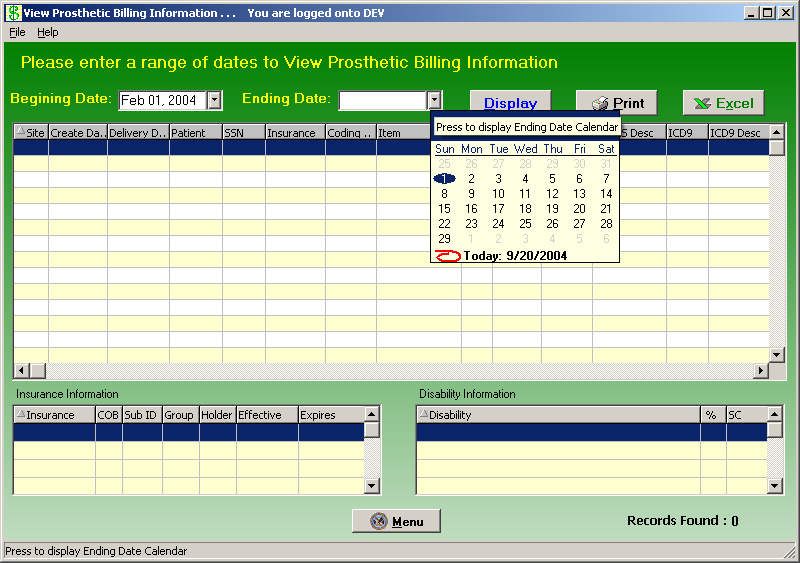 View Prosthetic Billing Information . . .    You are logged onto DEV
File Help
Please enter a range of dates to View Prosthetic Billing Information
Begining Date: Feb 01, 2004 Ending Date: Display Print Excel
Press to display Ending Date Calendar
Site Create Da... Delivery D... Patient SSN Insurance Coding ... Item Desc ICD9 ICD9 Desc
Sun Mon Tue Wed Thu Fri Sat
25 26 27 28 29 30 31
1 2 3 4 5 6 7
8 9 10 11 12 13 14
15 16 17 18 19 20 21
22 23 24 25 26 27 28
29 1 2 3 4 5 6
Today: 9/20/2004
Insurance Information Disability Information
Insurance COB Sub ID Group Holder Effective Expires Disability % SC
Menu Records Found : 0
Press to display Ending Date Calendar